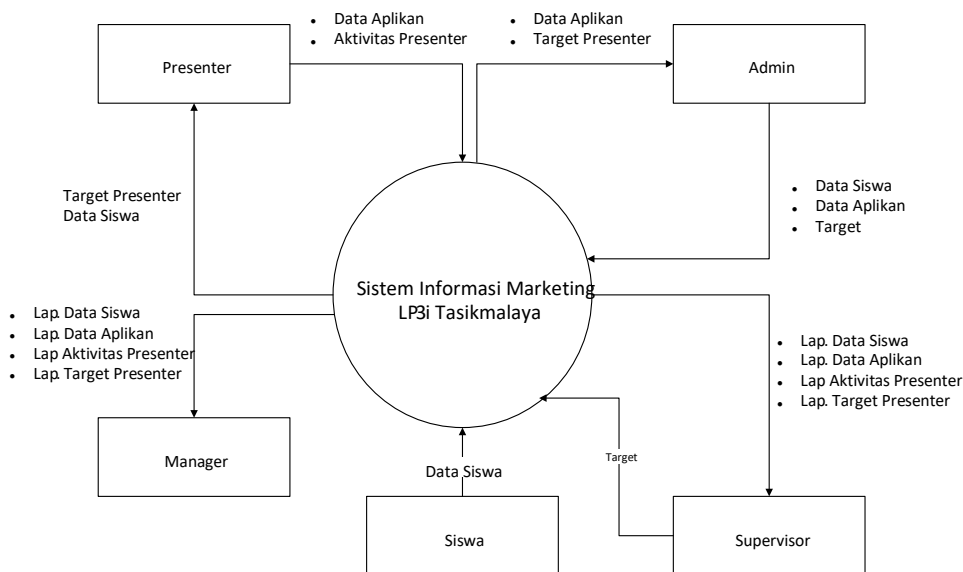 • Data Aplikan
• Aktivitas Presenter
• Data Aplikan
• Target Presenter
Presenter
Admin
Target Presenter
Data Siswa
• Data Siswa
• Data Aplikan
• Target
Sistem Informasi Marketing
LP3i Tasikmalaya
• Lap. Data Siswa
• Lap. Data Aplikan
• Lap Aktivitas Presenter
• Lap. Target Presenter
• Lap. Data Siswa
• Lap. Data Aplikan
• Lap Aktivitas Presenter
• Lap. Target Presenter
Manager
Data Siswa
Target
Siswa
Supervisor